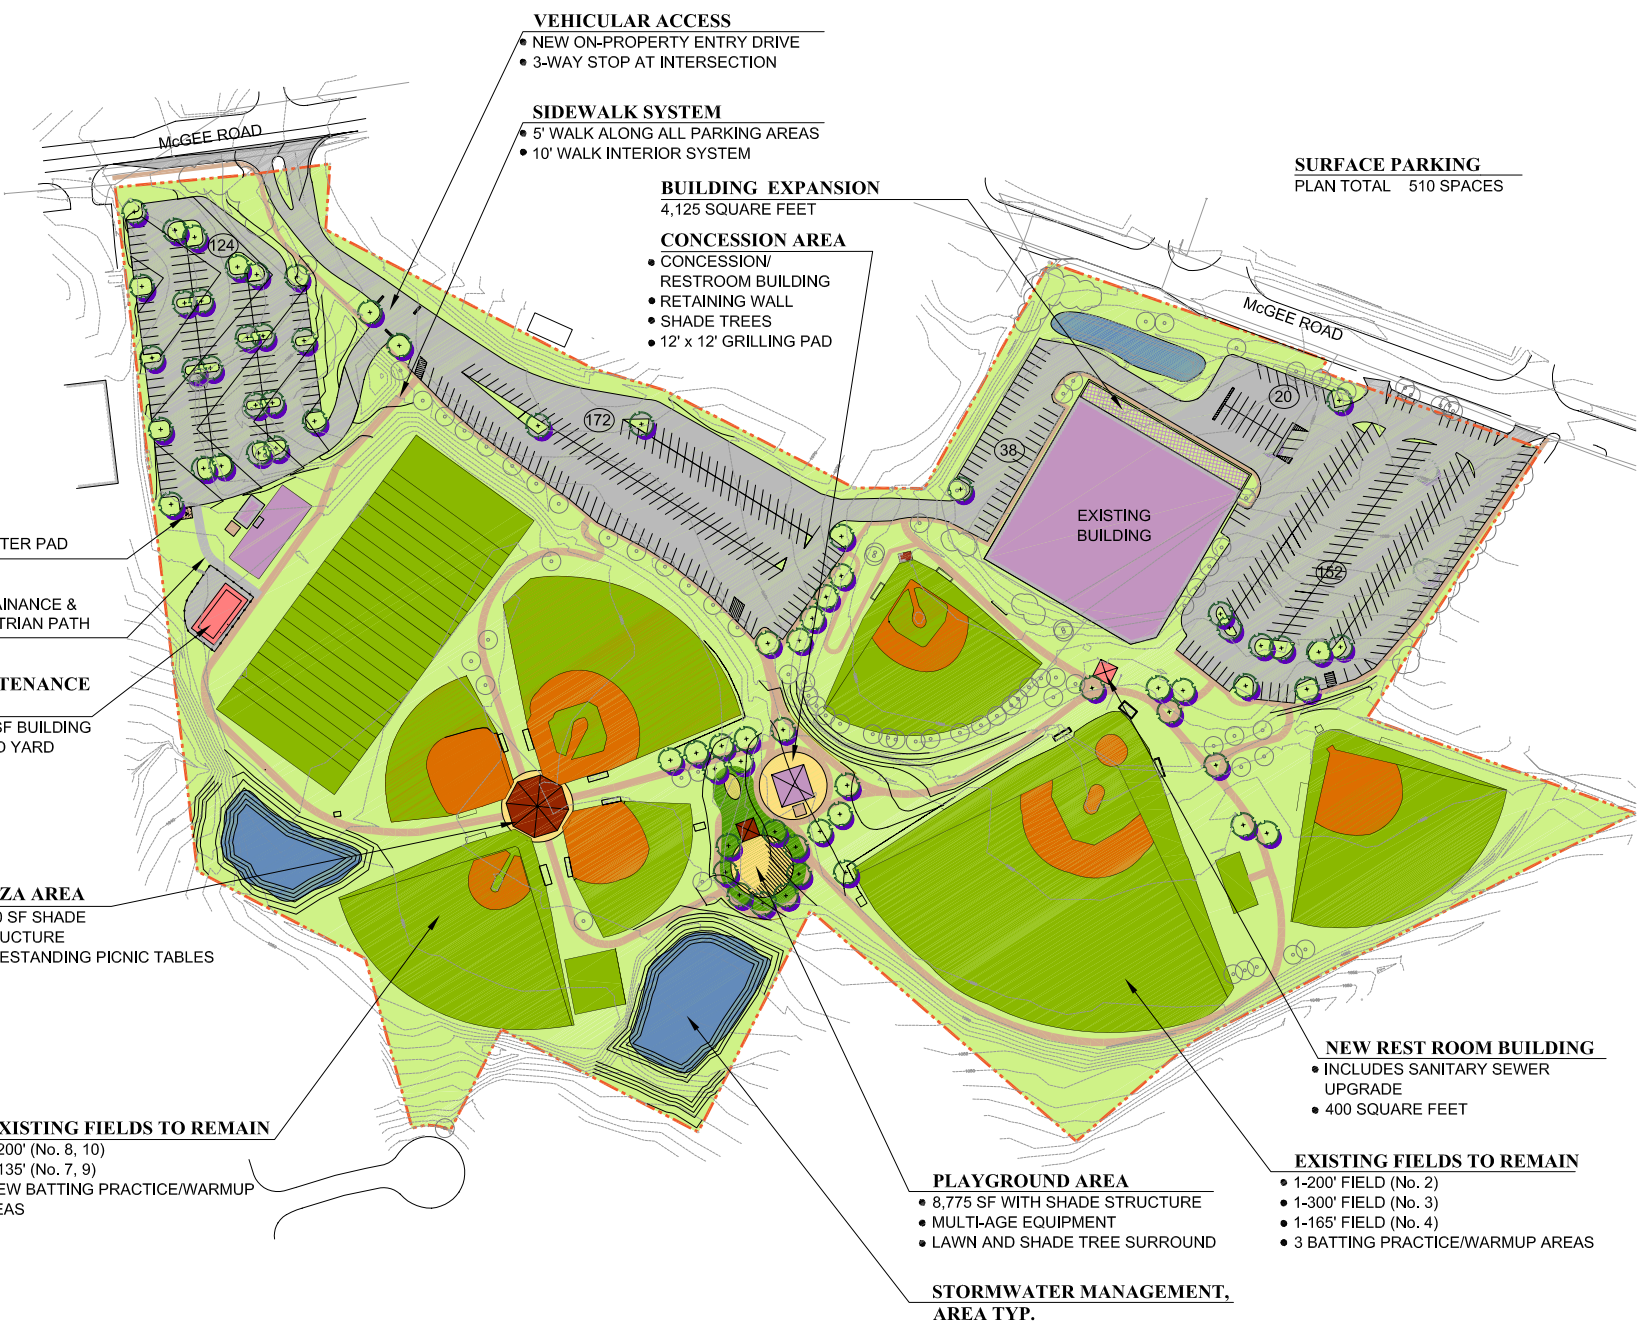 VEHICULAR ACCESS
NEW ON-PROPERTY ENTRY DRIVE
3-WAY STOP AT INTERSECTION
SIDEWALK SYSTEM
5' WALK ALONG ALL PARKING AREAS
10' WALK INTERIOR SYSTEM
McGEE ROAD
SURFACE PARKING
PLAN TOTAL 510 SPACES
BUILDING EXPANSION
4,125 SQUARE FEET
CONCESSION AREA
CONCESSION/
RESTROOM BUILDING
RETAINING WALL
SHADE TREES
12' x 12' GRILLING PAD
124
McGEE ROAD
20
172
38
EXISTING
BUILDING
152
TER PAD
AINANCE &
TRIAN PATH
TENANCE
SF BUILDING
D YARD
ZA AREA
0 SF SHADE
UCTURE
ESTANDING PICNIC TABLES
XISTING FIELDS TO REMAIN
200' (No. 8, 10)
135' (No. 7, 9)
EW BATTING PRACTICE/WARMUP
EAS
NEW REST ROOM BUILDING
INCLUDES SANITARY SEWER
UPGRADE
400 SQUARE FEET
EXISTING FIELDS TO REMAIN
1-200' FIELD (No. 2)
1-300' FIELD (No. 3)
1-165' FIELD (No. 4)
3 BATTING PRACTICE/WARMUP AREAS
PLAYGROUND AREA
8,775 SF WITH SHADE STRUCTURE
MULTI-AGE EQUIPMENT
LAWN AND SHADE TREE SURROUND
STORMWATER MANAGEMENT,
AREA TYP.